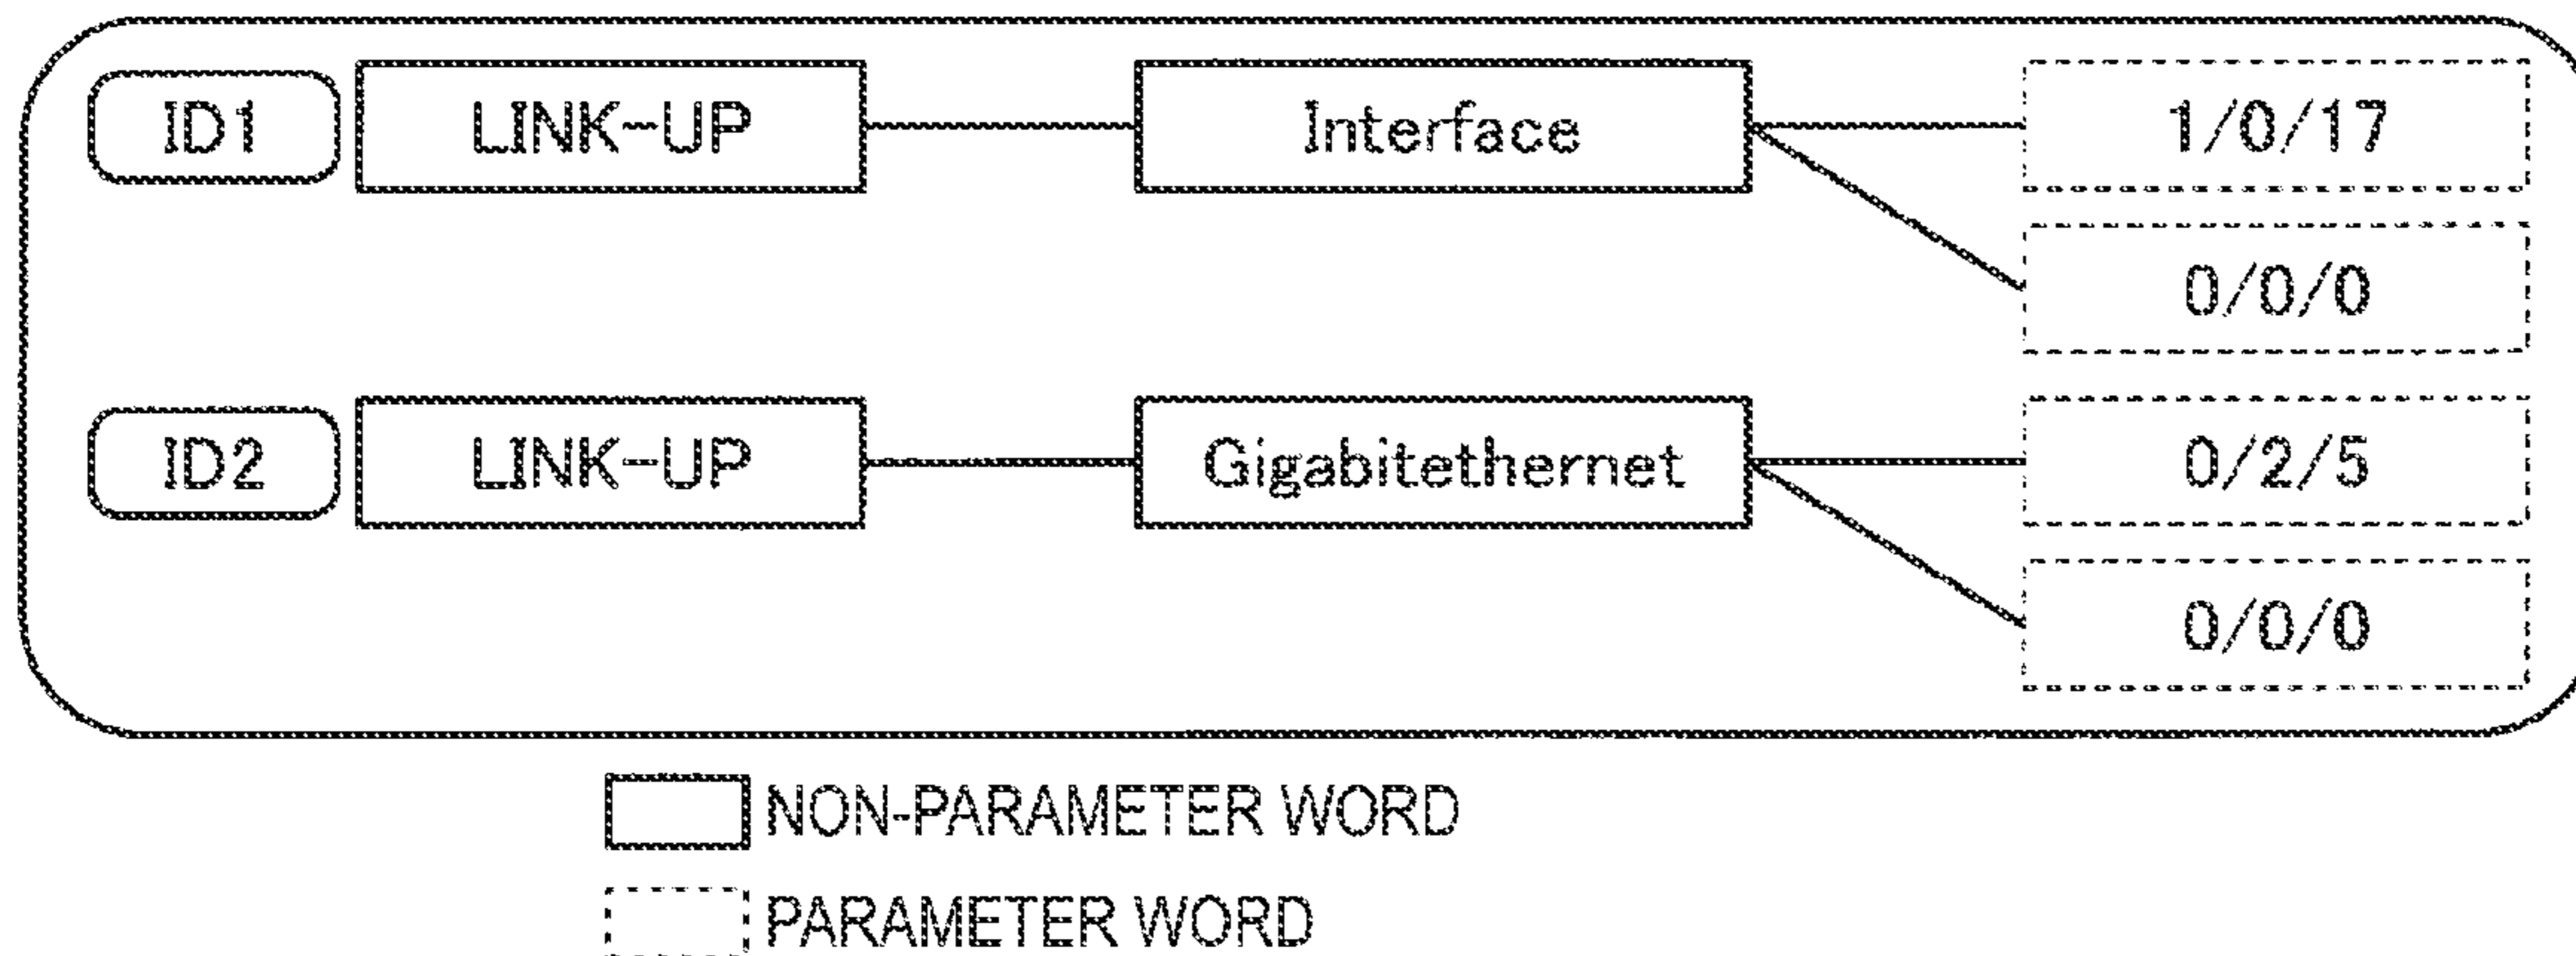 ID1 LINK-UP Interface 1/0/17
0/0/0
ID2 LINK-UP Gigabitethernet 0/2/5
0/0/0
NON-PARAMETER WORD
PARAMETER WORD